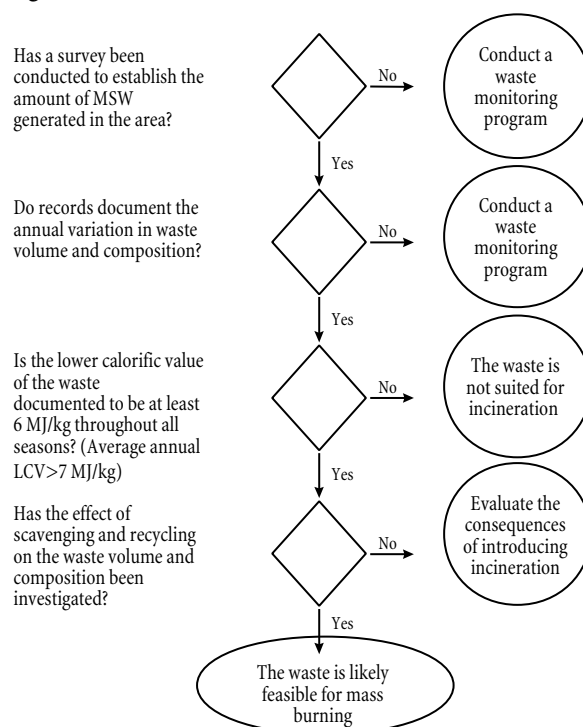 Has a survey been
conducted to establish the
amount of MSW
generated in the area?
No
Conduct a
waste
monitoring
program
Yes
Do records document the
annual variation in waste
volume and composition?
No
Conduct a
waste
monitoring
program
Yes
Is the lower calorific value
of the waste
documented to be at least
6 MJ/kg throughout all
seasons? (Average annual
LCV>7 MJ/kg)
No
The waste is
not suited for
incineration
Yes
Has the effect of
scavenging and recycling
on the waste volume and
composition been
investigated?
No
Evaluate the
consequences
of introducing
incineration
Yes
The waste is likely
feasible for mass
burning